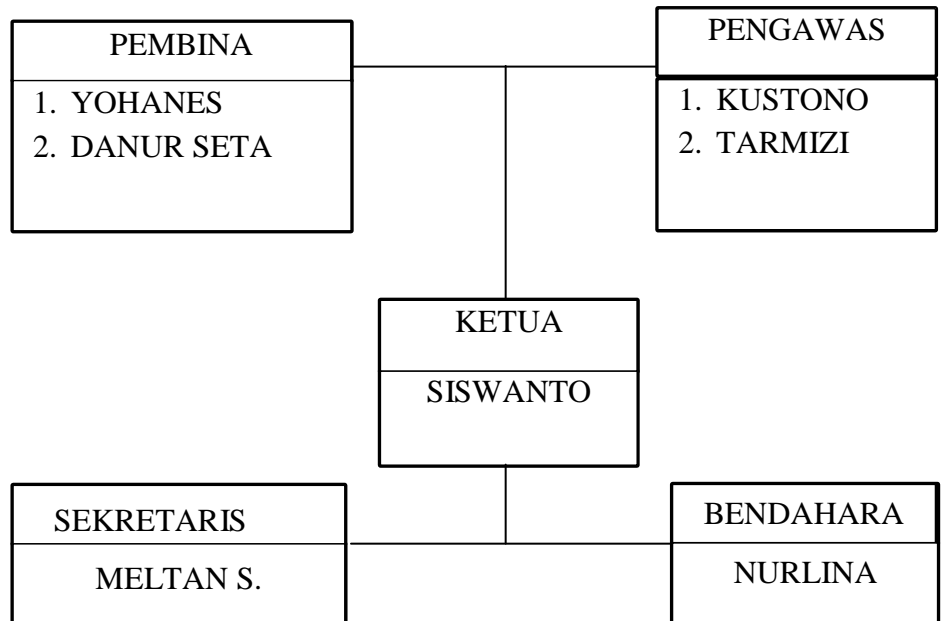 PEMBINA
1. YOHANES
2. DANUR SETA
PENGAWAS
1. KUSTONO
2. TARMIZI
KETUA
SISWANTO
SEKRETARIS
MELTAN S.
BENDAHARA
NURLINA